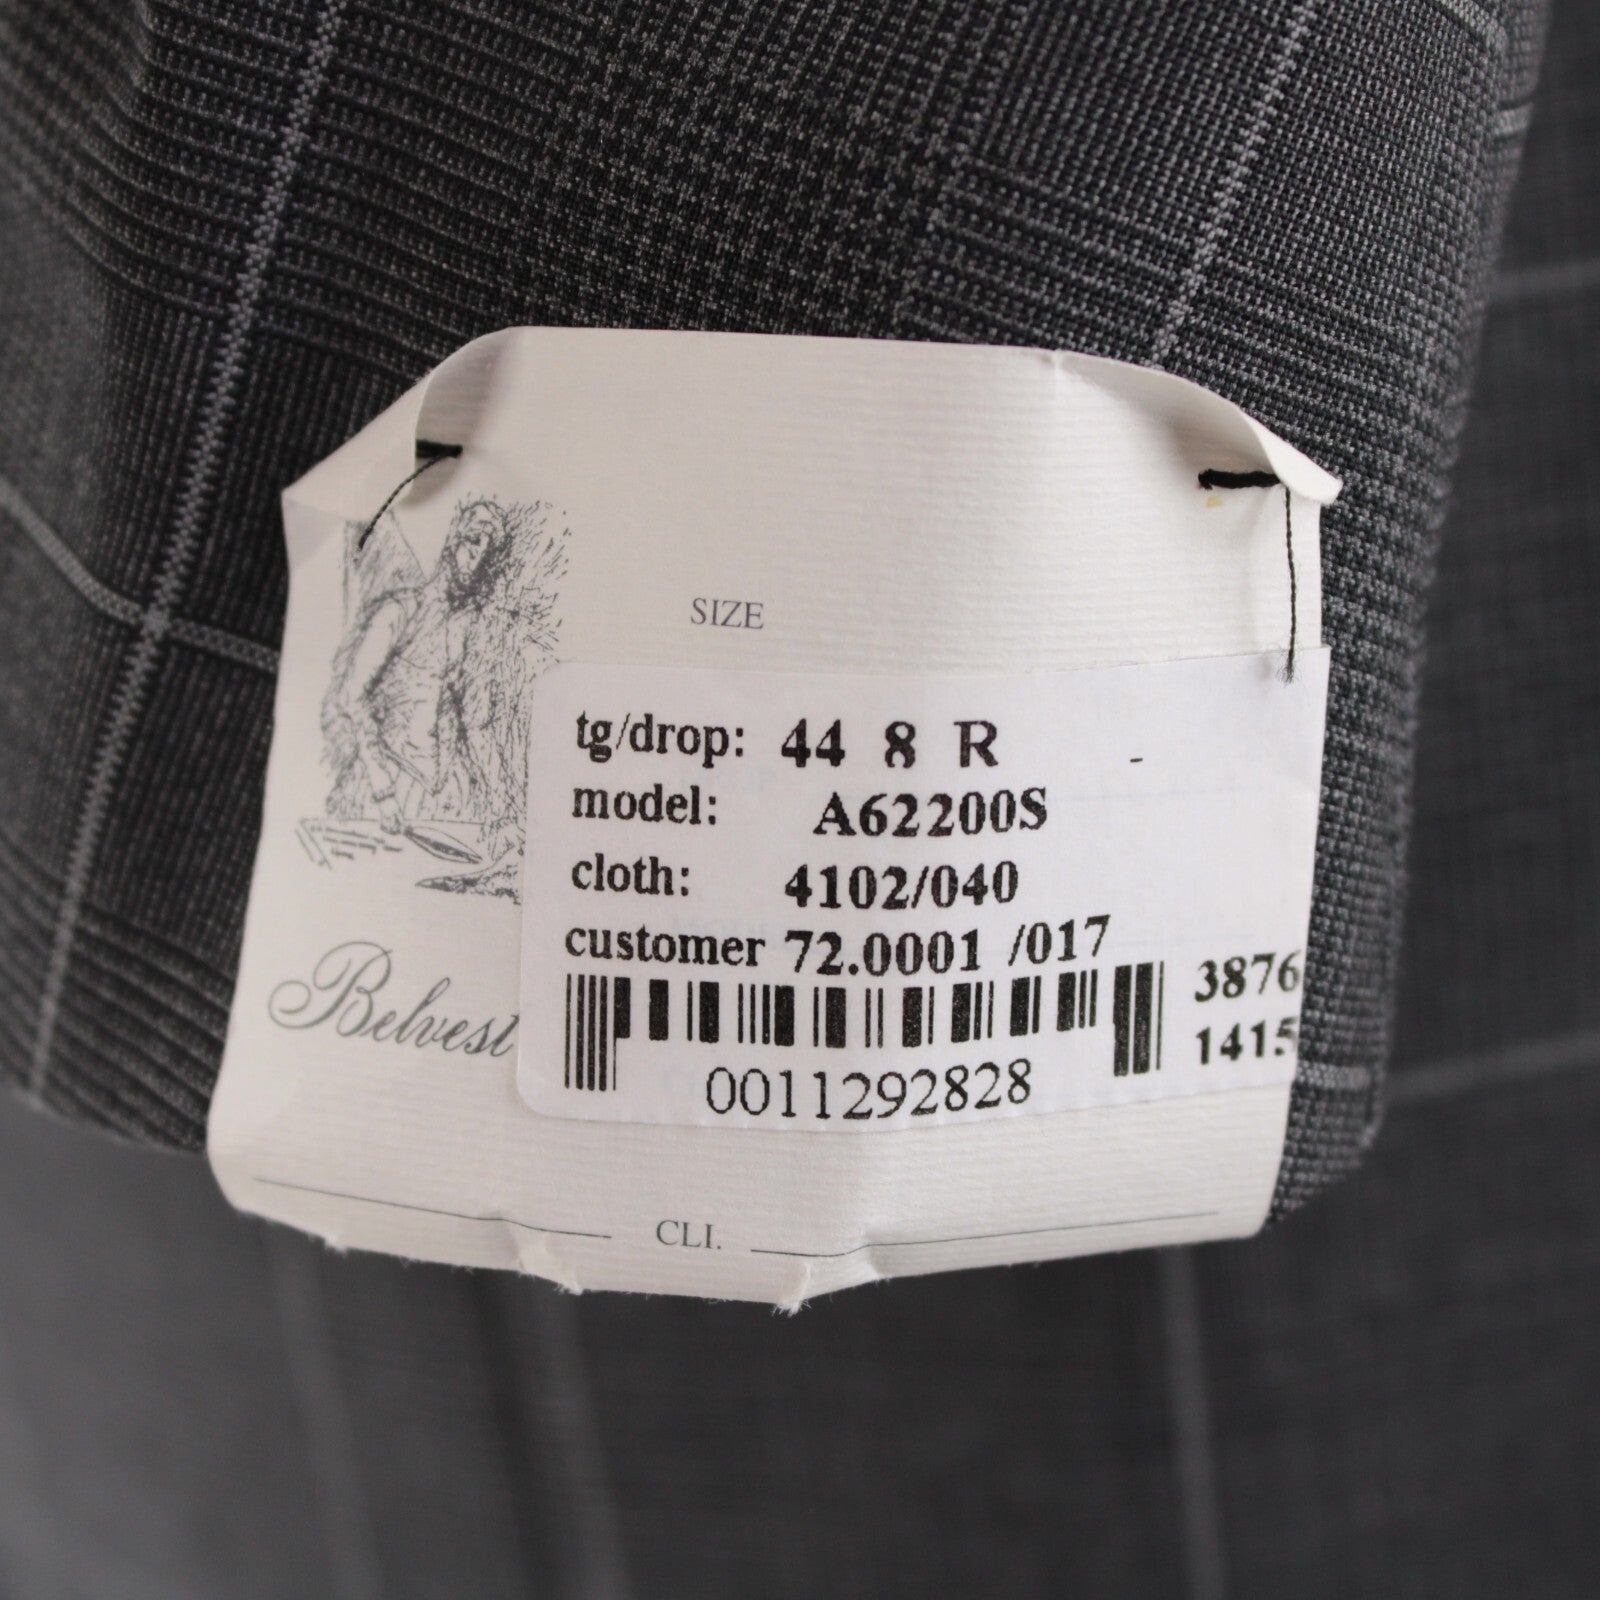 SIZE
tg/drop: 44 8 R -
model: A62200S
cloth: 4102/040
customer 72.0001 /017
3876
1415
0011292828
Belvest
CLI.